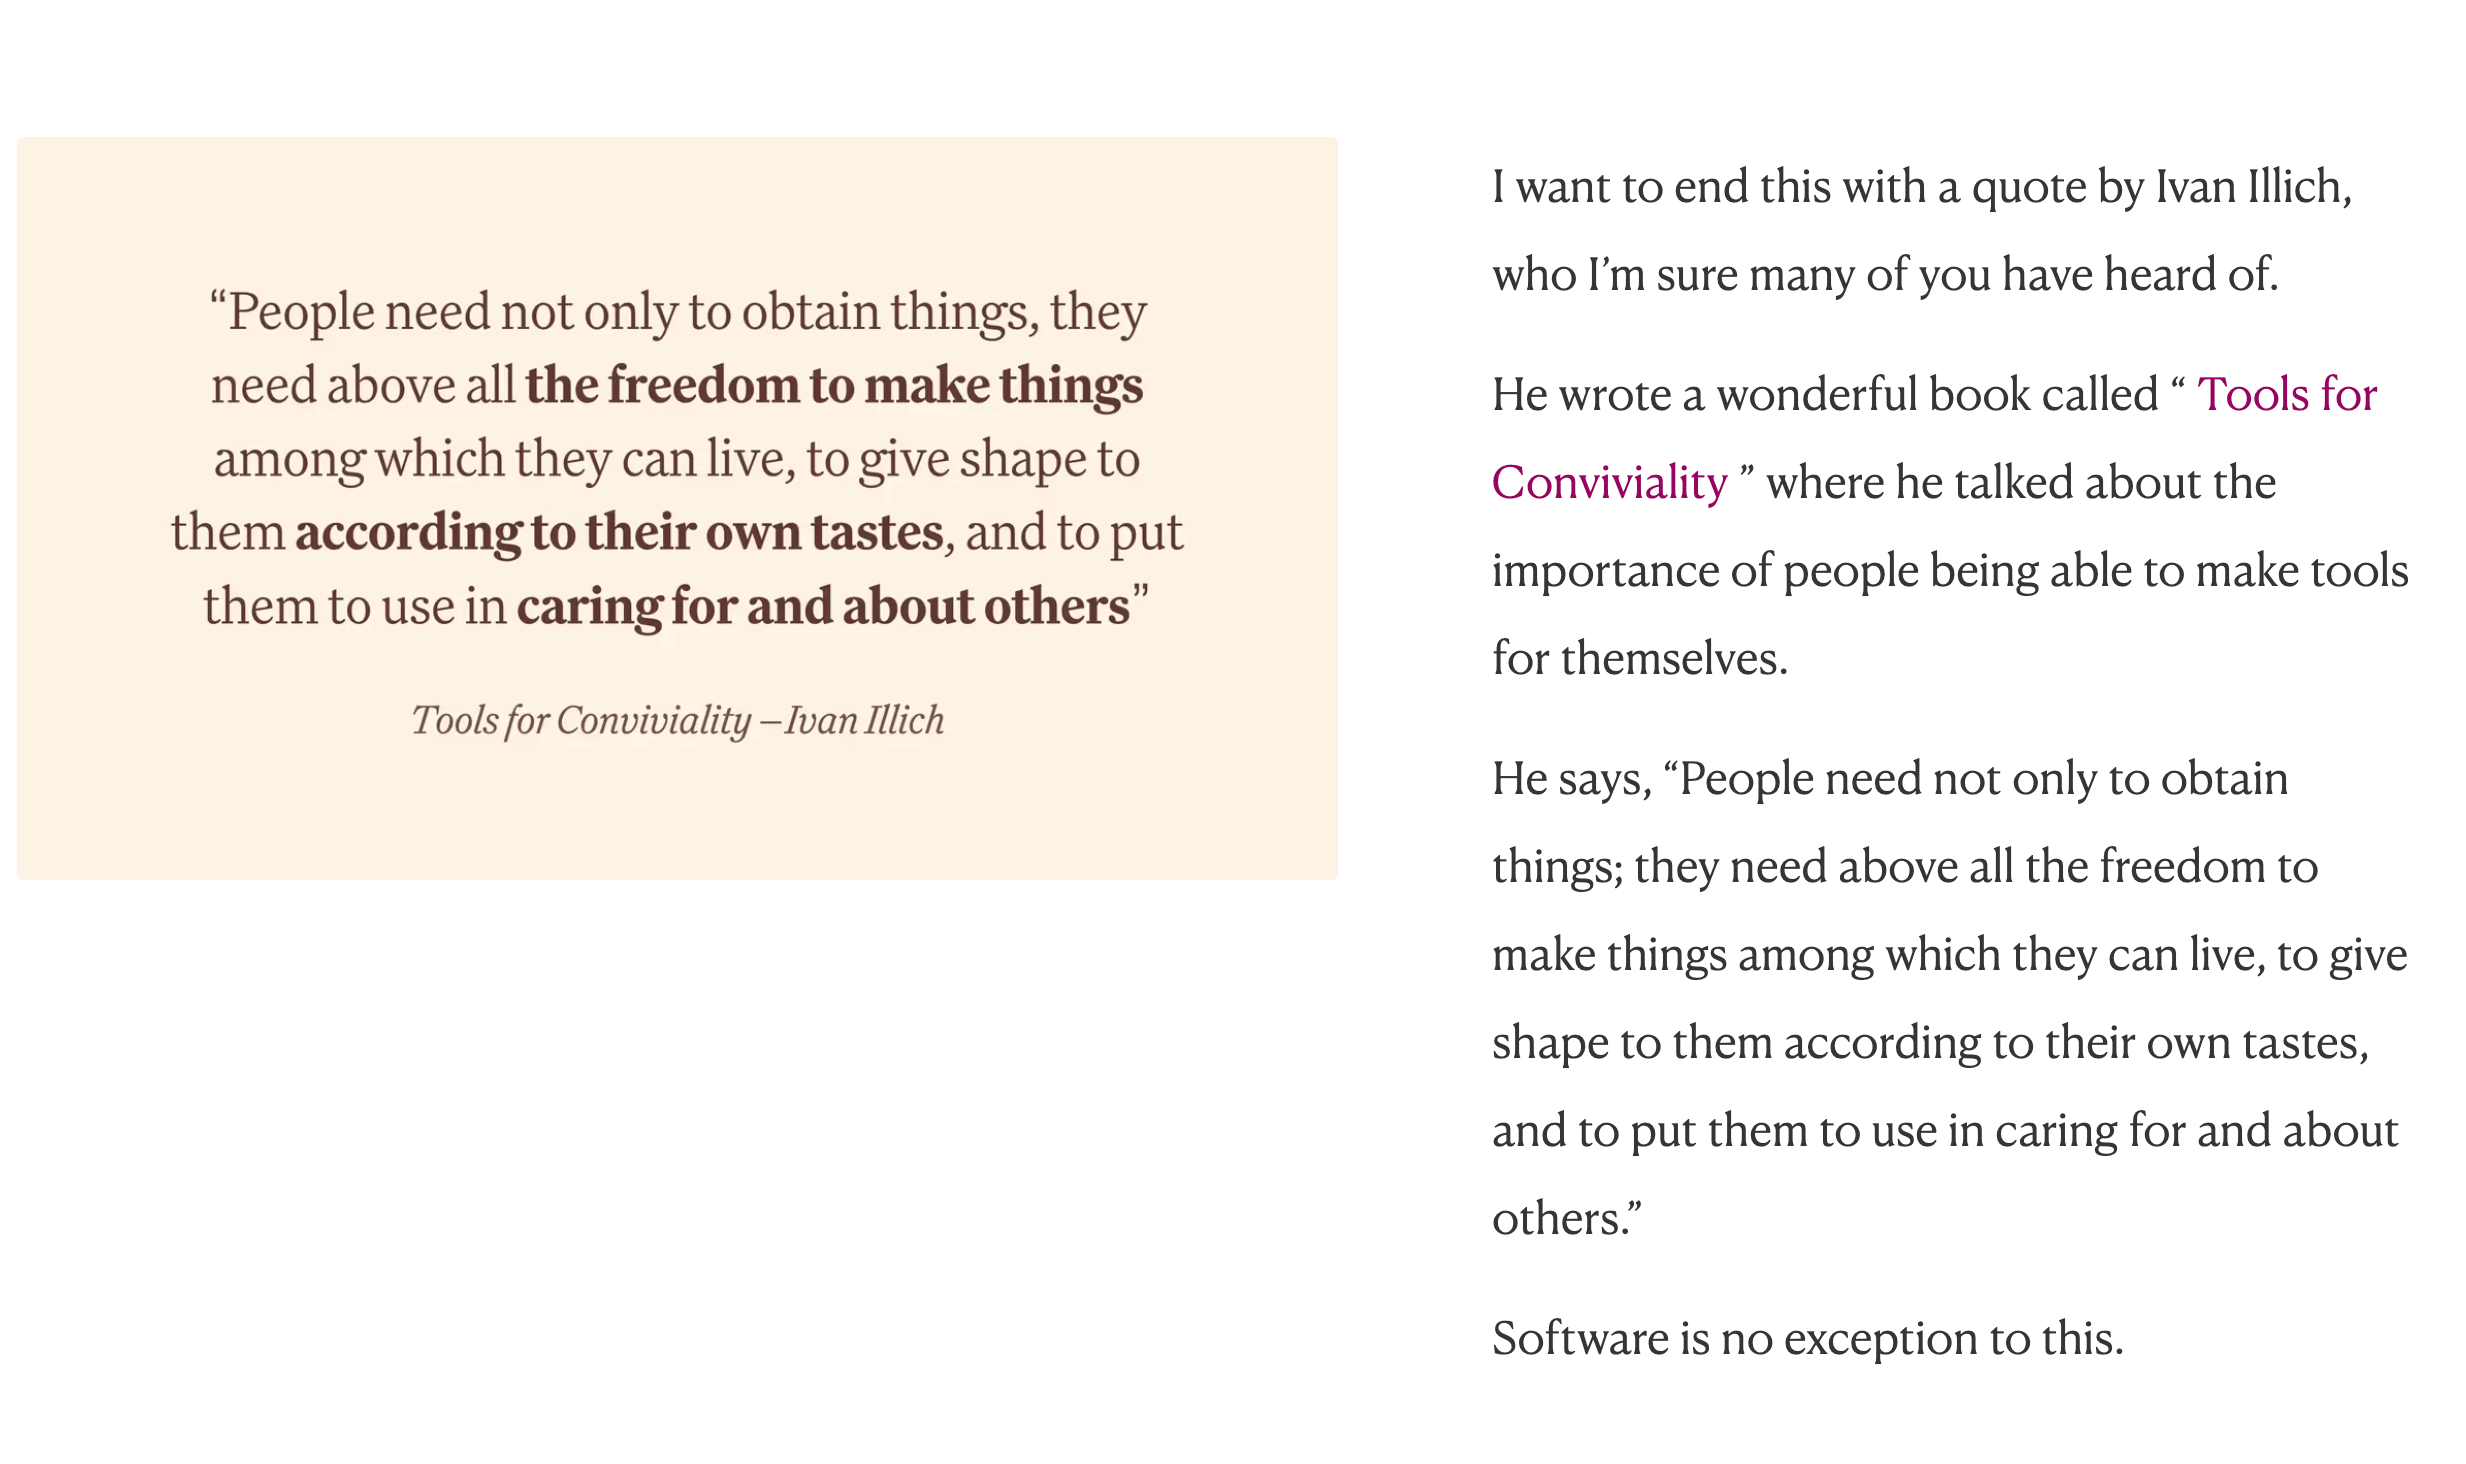 “People need not only to obtain things, they
need above all the freedom to make things
among which they can live, to give shape to
them according to their own tastes, and to put
them to use in caring for and about others”
Tools for Conviviality – Ivan Illich
I want to end this with a quote by Ivan Illich,
who I’m sure many of you have heard of.
He wrote a wonderful book called “ Tools for
Conviviality ” where he talked about the
importance of people being able to make tools
for themselves.
He says, “People need not only to obtain
things; they need above all the freedom to
make things among which they can live, to give
shape to them according to their own tastes,
and to put them to use in caring for and about
others.”
Software is no exception to this.